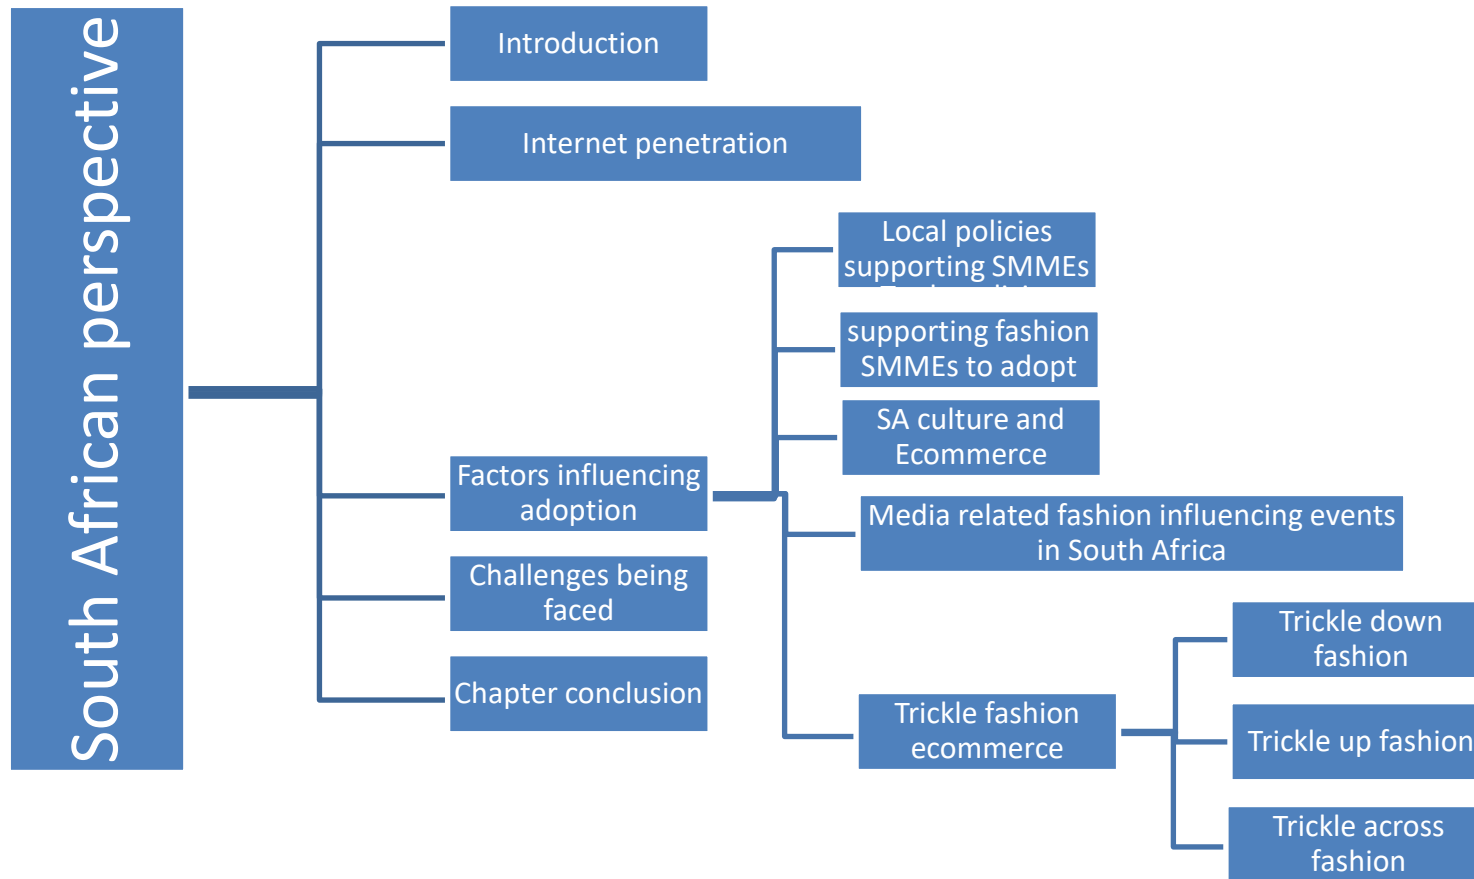 South African perspective
Introduction
Internet penetration
Factors influencing
adoption
Challenges being
faced
Chapter conclusion
Local policies
supporting SMMEs
supporting fashion
SMMEs to adopt
SA culture and
Ecommerce
Media related fashion influencing events
in South Africa
Trickle fashion
ecommerce
Trickle down
fashion
Trickle up fashion
Trickle across
fashion